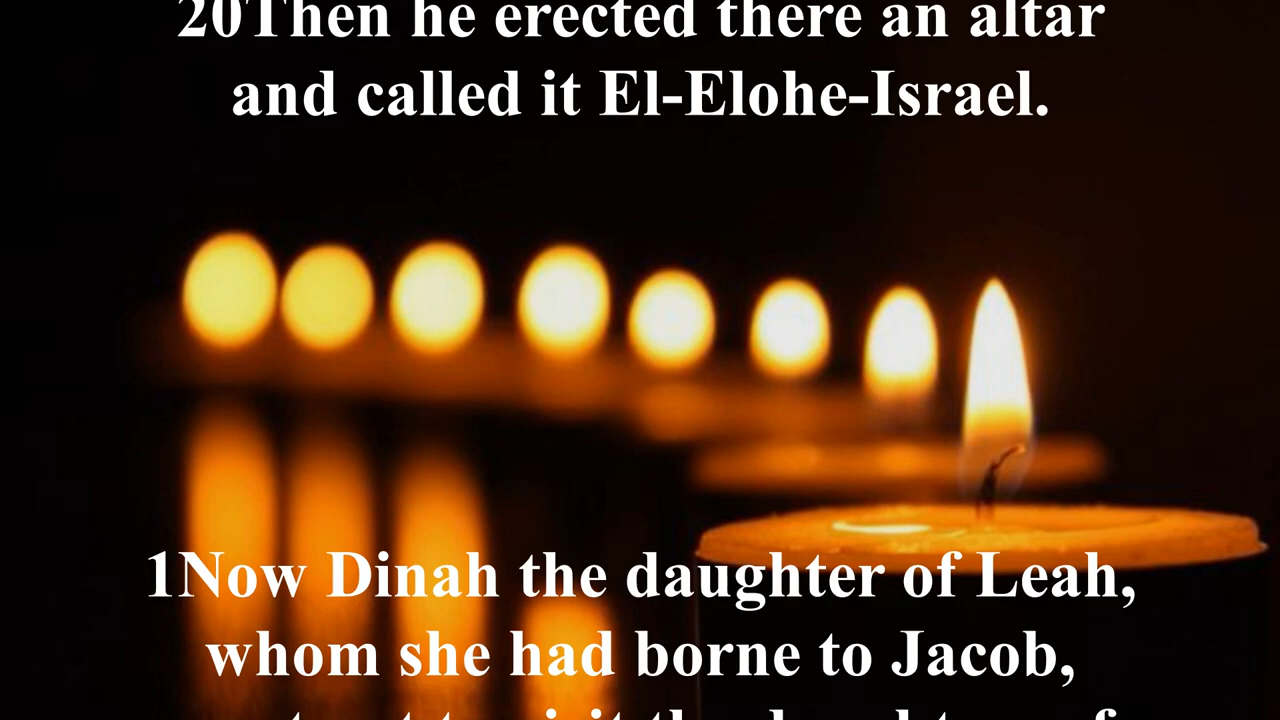 20Then he erected there an altar
and called it El-Elohe-Israel.
1Now Dinah the daughter of Leah,
whom she had borne to Jacob,